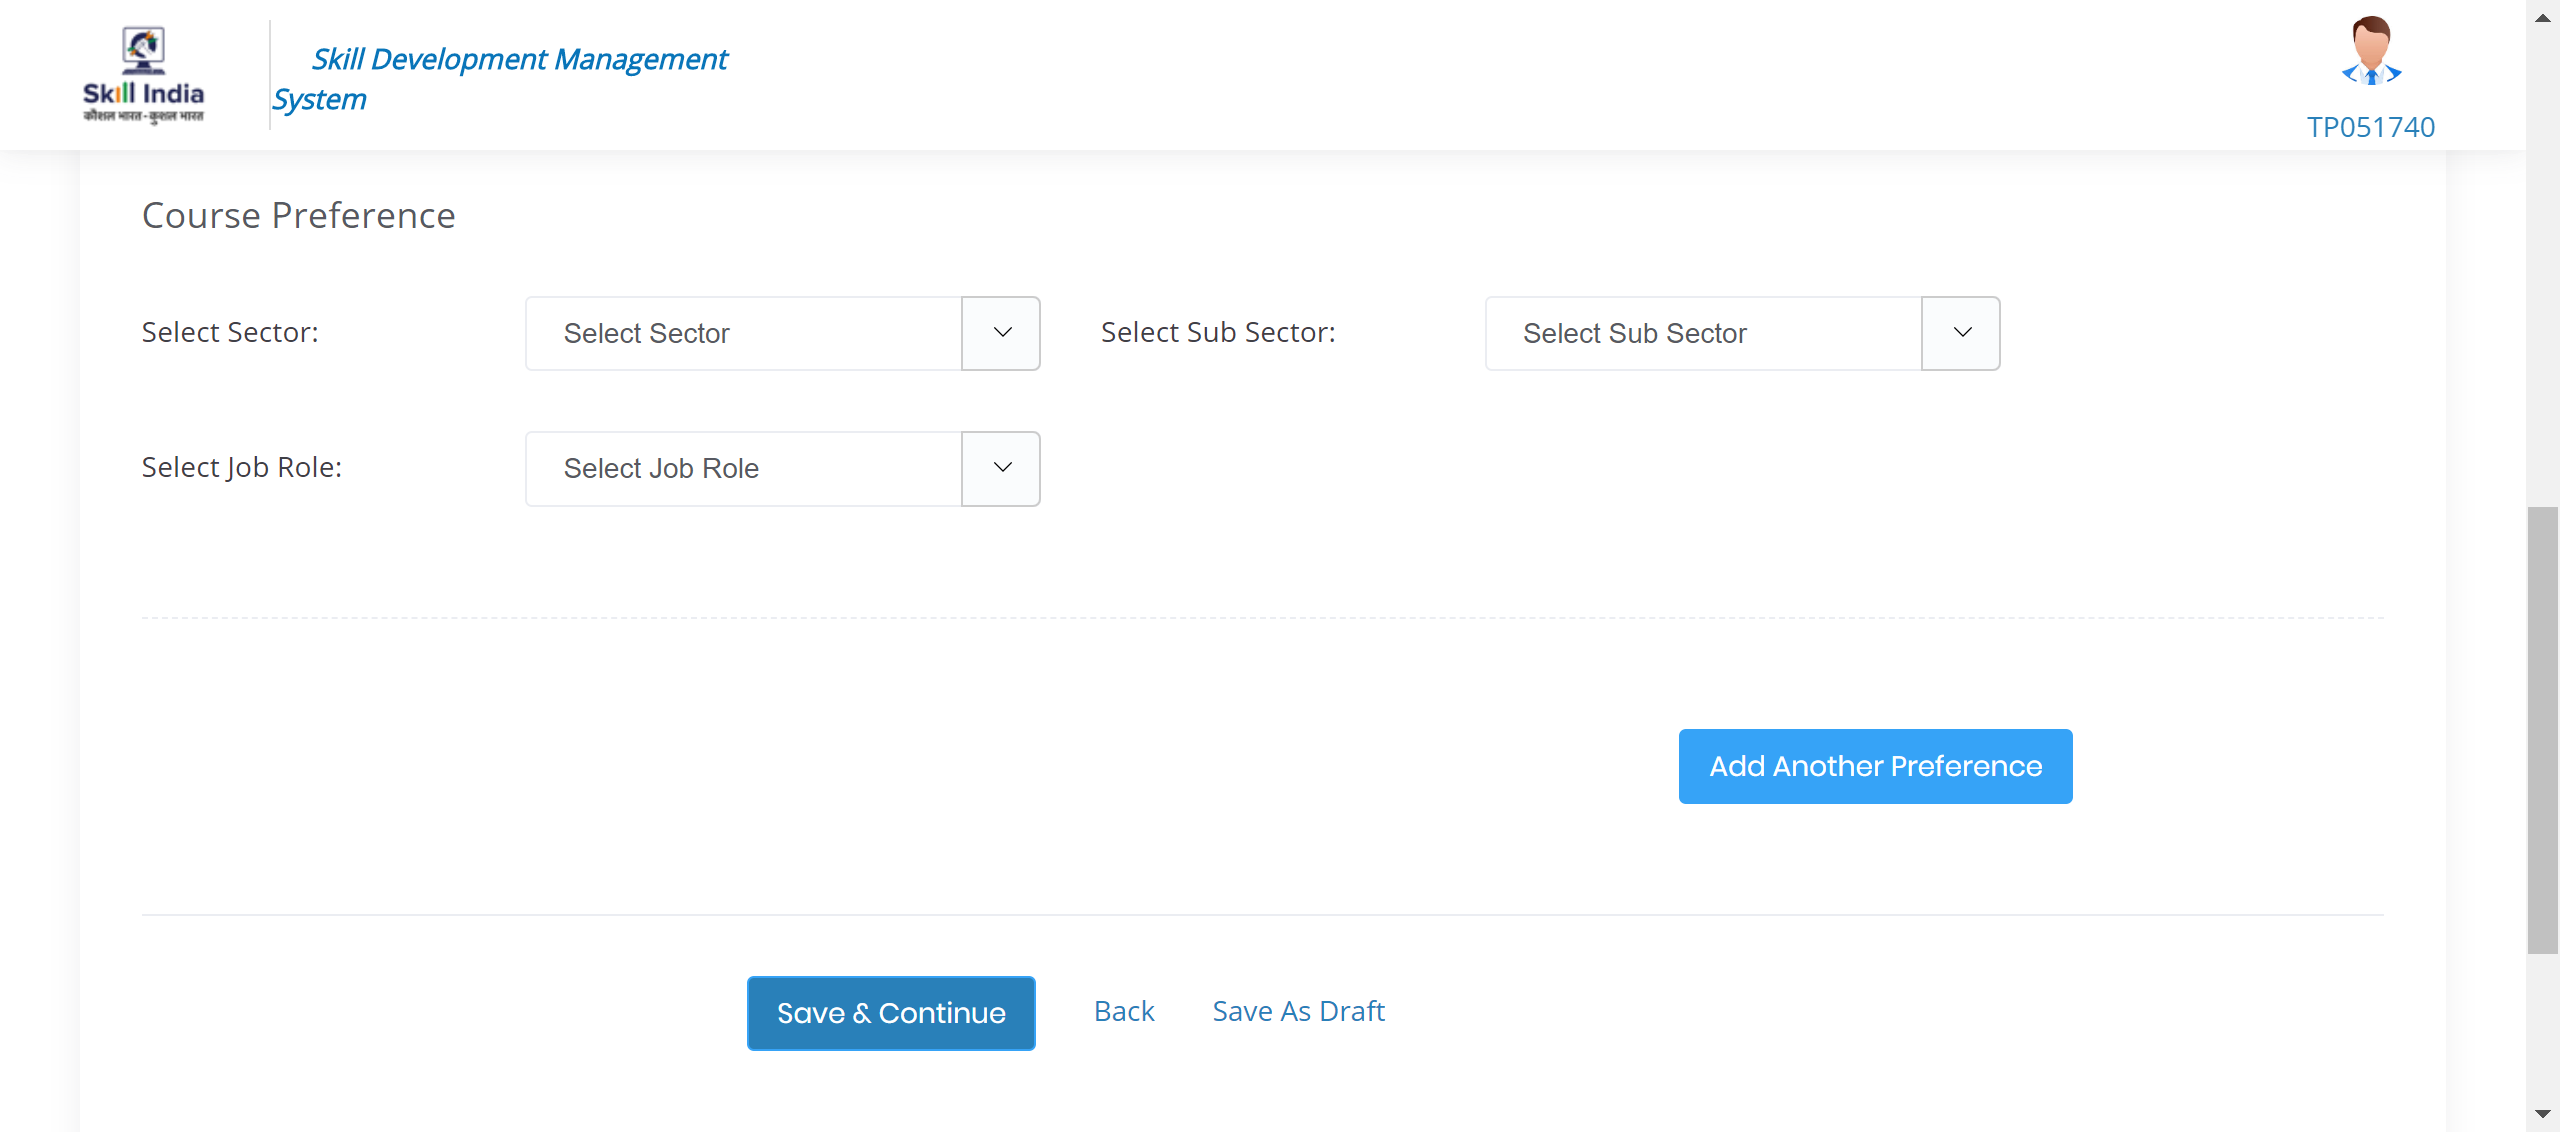 Skill India
कौशल भारत-कुशल भारत
Skill Development Management
System
TP051740
Course Preference
Select Sector:
Select Sector
Select Sub Sector:
Select Sub Sector
Select Job Role:
Select Job Role
Add Another Preference
Save & Continue
Back
Save As Draft